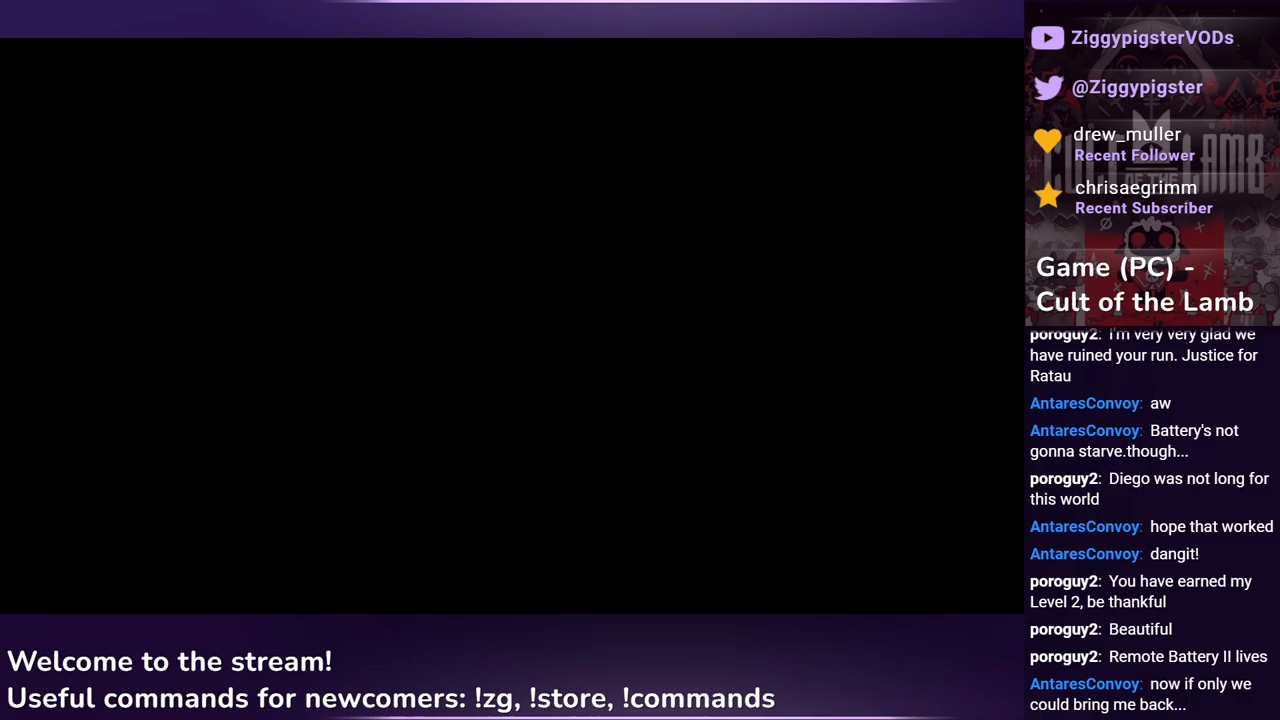 ZiggypigsterVODs
@Ziggypigster
drew_muller
Recent Follower
CULT OF THE LAMB
chrisaegrimm
Recent Subscriber
Game (PC) -
Cult of the Lamb
poroguy2: I'm very very glad we
have ruined your run. Justice for
Ratau
AntaresConvoy: aw
AntaresConvoy: Battery's not
gonna starve.though...
poroguy2: Diego was not long for
this world
AntaresConvoy: hope that worked
AntaresConvoy: dangit!
poroguy2: You have earned my
Level 2, be thankful
poroguy2: Beautiful
poroguy2: Remote Battery II lives
AntaresConvoy: now if only we
could bring me back...
Welcome to the stream!
Useful commands for newcomers: !zg, !store, !commands